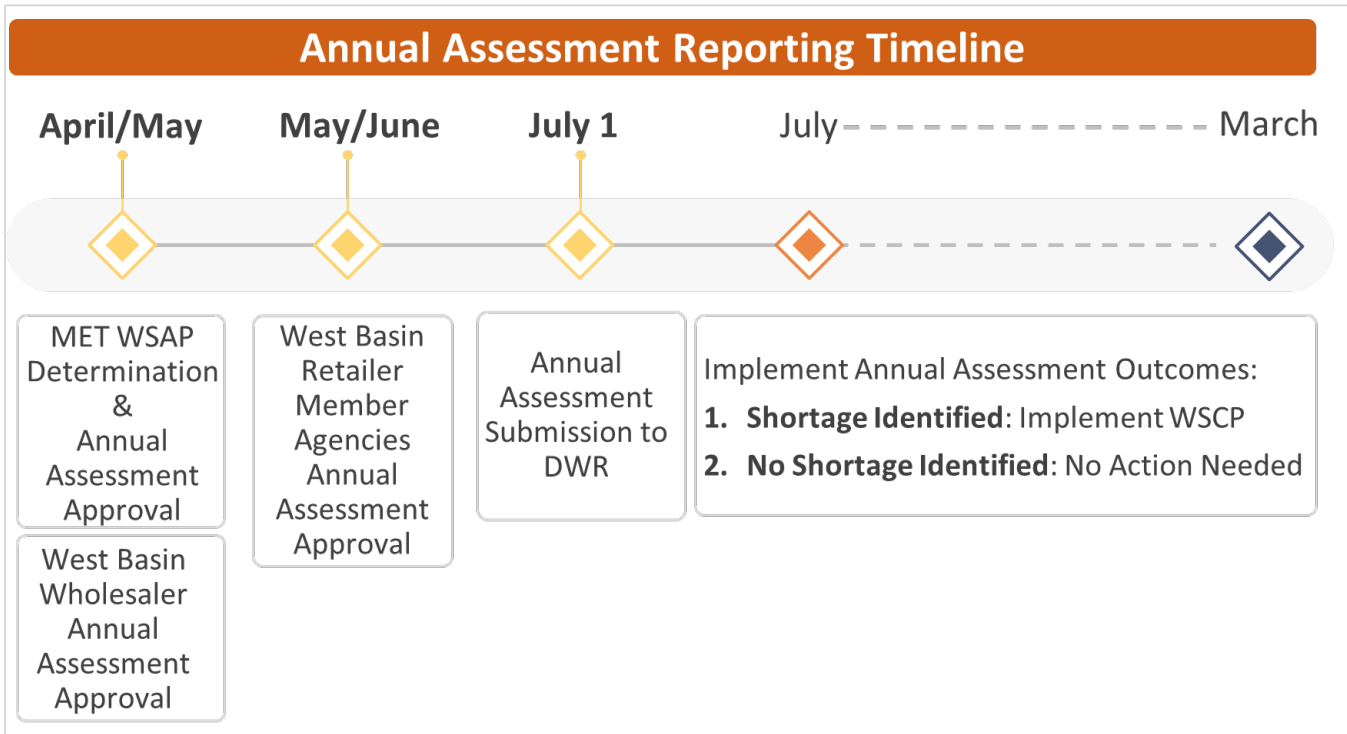 Annual Assessment Reporting Timeline
April/May
May/June
July 1
July
March
MET WSAP
Determination
&
Annual
Assessment
Approval
West Basin
Wholesaler
Annual
Assessment
Approval
West Basin
Retailer
Member
Agencies
Annual
Assessment
Approval
Annual
Assessment
Submission to
DWR
Implement Annual Assessment Outcomes:
1. Shortage Identified: Implement WSCP
2. No Shortage Identified: No Action Needed